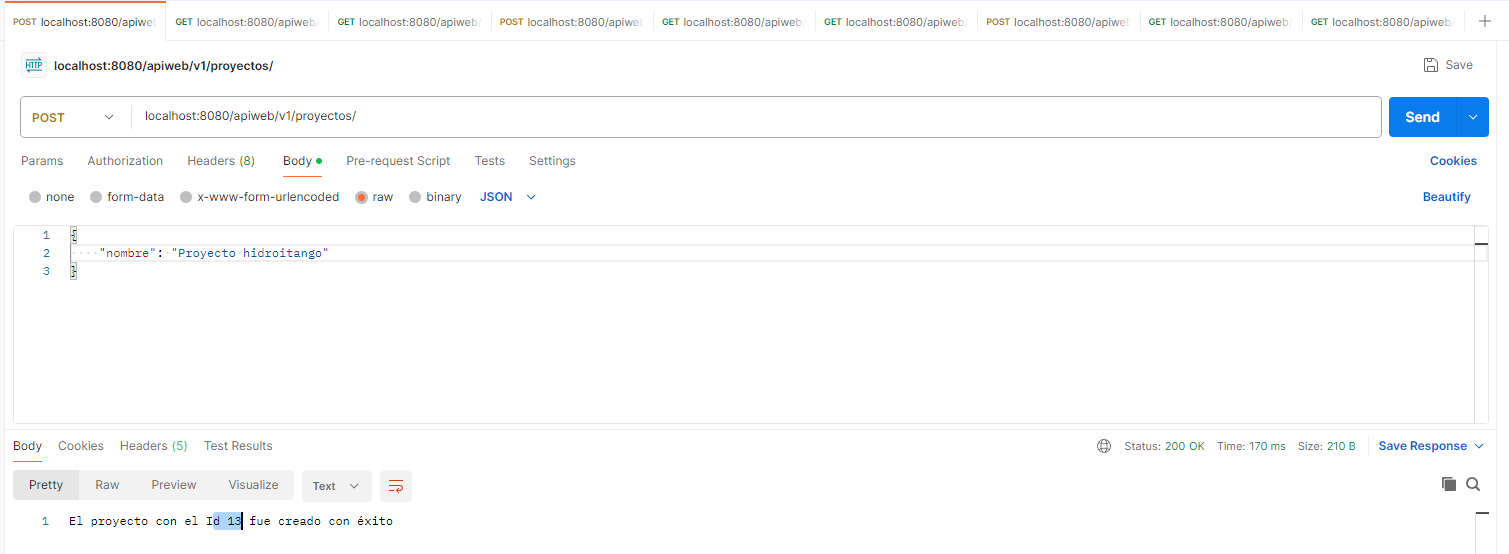 POST localhost:8080/apiweb GET localhost:8080/apiweb/ GET localhost:8080/apiweb/ POST localhost:8080/apiweb GET localhost:8080/apiweb/ GET localhost:8080/apiweb/ POST localhost:8080/apiweb GET localhost:8080/apiweb/ GET localhost:8080/apiweb/ +
HTTP localhost:8080/apiweb/v1/proyectos/ Save
POST localhost:8080/apiweb/v1/proyectos/ Send
Params Authorization Headers (8) Body Pre-request Script Tests Settings Cookies
none form-data x-www-form-urlencoded raw binary JSON Beautify
1 {
2 "nombre": "Proyecto hidroitango"
3 }
Body Cookies Headers (5) Test Results Status: 200 OK Time: 170 ms Size: 210 B Save Response
Pretty Raw Preview Visualize Text
1 El proyecto con el Id 13 fue creado con éxito